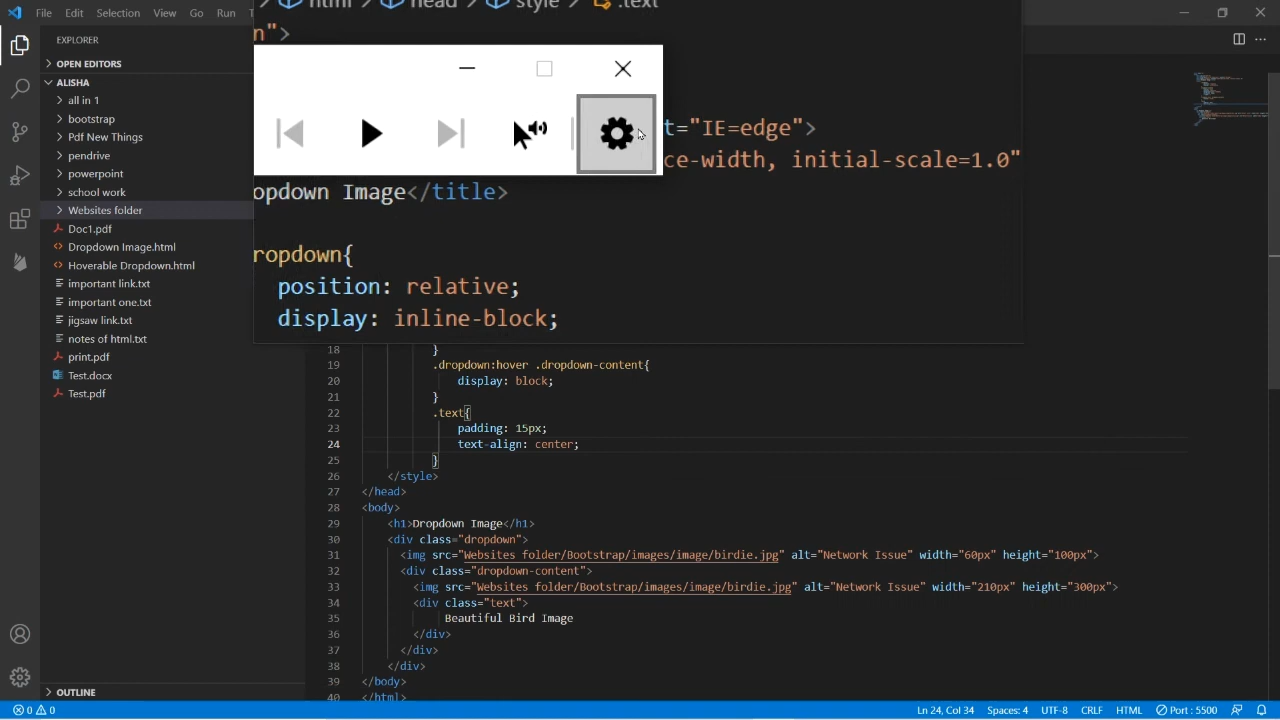 File Edit Selection View Go Run
EXPLORER
OPEN EDITORS
ALISHA
all in 1
bootstrap
Pdf New Things
pendrive
powerpoint
school work
Websites folder
Doc1.pdf
Dropdown Image.html
Hoverable Dropdown.html
important link.txt
important one.txt
jigsaw link.txt
notes of html.txt
print.pdf
Test.docx
Test.pdf
OUTLINE
html head style .text
n">
t="IE=edge">
ce-width, initial-scale=1.0"
opdown Image</title>
ropdown{
position: relative;
display: inline-block;
18 }
19 .dropdown:hover .dropdown-content{
20 display: block;
21 }
22 .text{
23 padding: 15px;
24 text-align: center;
25 }
26 </style>
27 </head>
28 <body>
29 <h1>Dropdown Image</h1>
30 <div class="dropdown">
31 <img src="Websites folder/Bootstrap/images/image/birdie.jpg" alt="Network Issue" width="60px" height="100px">
32 <div class="dropdown-content">
33 <img src="Websites folder/Bootstrap/images/image/birdie.jpg" alt="Network Issue" width="210px" height="300px">
34 <div class="text">
35 Beautiful Bird Image
36 </div>
37 </div>
38 </div>
39 </body>
40 </html>
0 0 Ln 24, Col 34 Spaces: 4 UTF-8 CRLF HTML Port : 5500